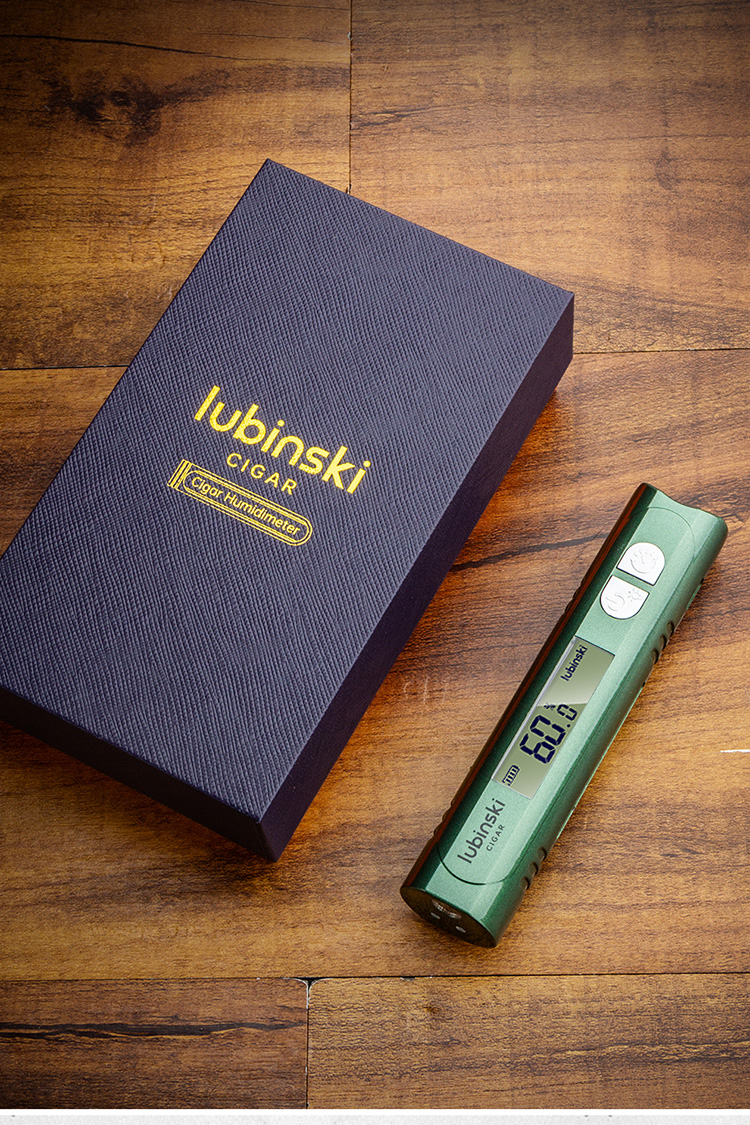 lubinski
CIGAR
Cigar Humidimeter
lubinski
60.0
%
lubinski
CIGAR